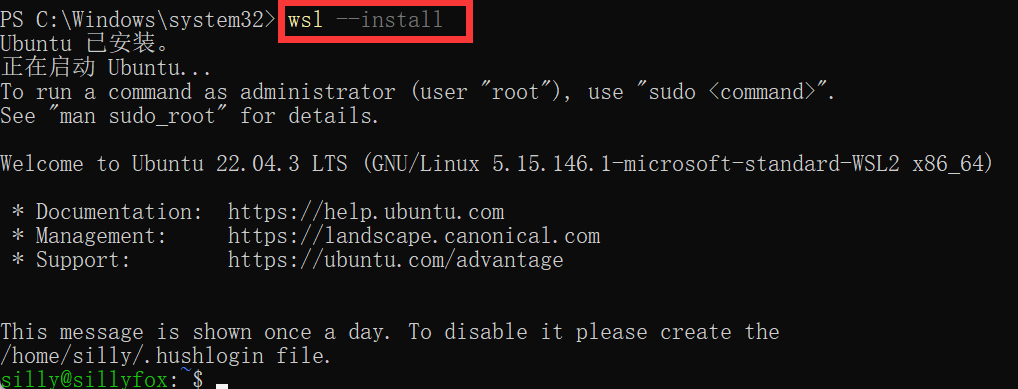 PS C:\Windows\system32> wsl --install
Ubuntu 已安装。
正在启动 Ubuntu...
To run a command as administrator (user "root"), use "sudo <command>".
See "man sudo_root" for details.
Welcome to Ubuntu 22.04.3 LTS (GNU/Linux 5.15.146.1-microsoft-standard-WSL2 x86_64)
* Documentation:  https://help.ubuntu.com
* Management:     https://landscape.canonical.com
* Support:        https://ubuntu.com/advantage
This message is shown once a day. To disable it please create the
/home/silly/.hushlogin file.
silly@sillyfox:~$